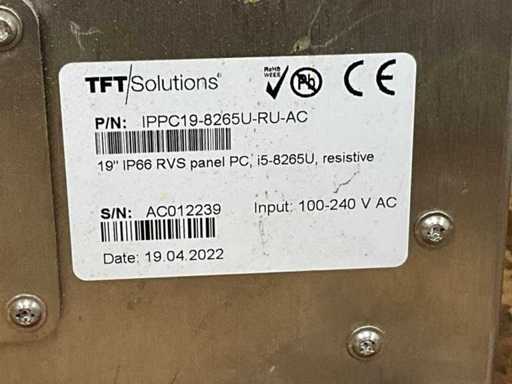 TFT/Solutions®
RoHS
WEEE
Pb
CE
P/N: IPPC19-8265U-RU-AC
19" IP66 RVS panel PC, i5-8265U, resistive
S/N: AC012239
Input: 100-240 V AC
Date: 19.04.2022